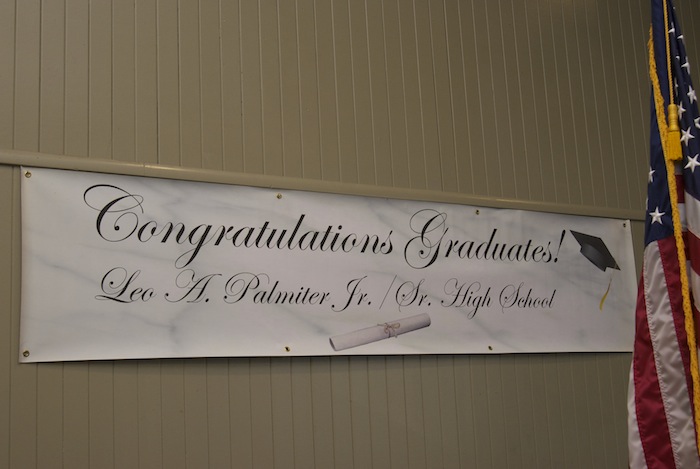 Congratulations Graduates!
Leo A. Palmiter Jr./Sr. High School